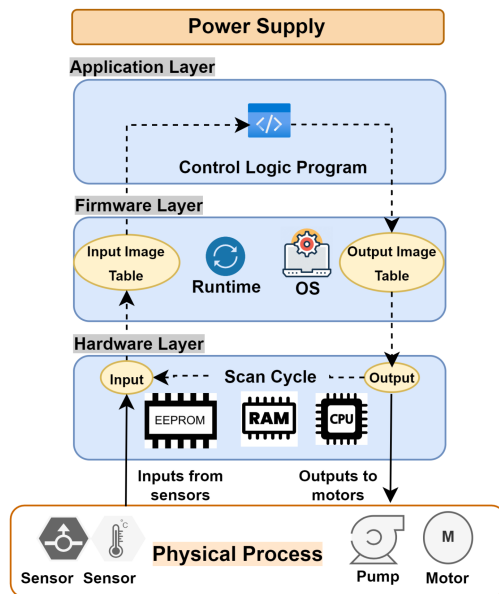 Power Supply
Application Layer
</>
Control Logic Program
Firmware Layer
Input Image
Table
Runtime
OS
Output Image
Table
Hardware Layer
Input
Scan Cycle
Output
EEPROM
RAM
CPU
Inputs from
sensors
Outputs to
motors
°C
Physical Process
M
Sensor
Sensor
Pump
Motor